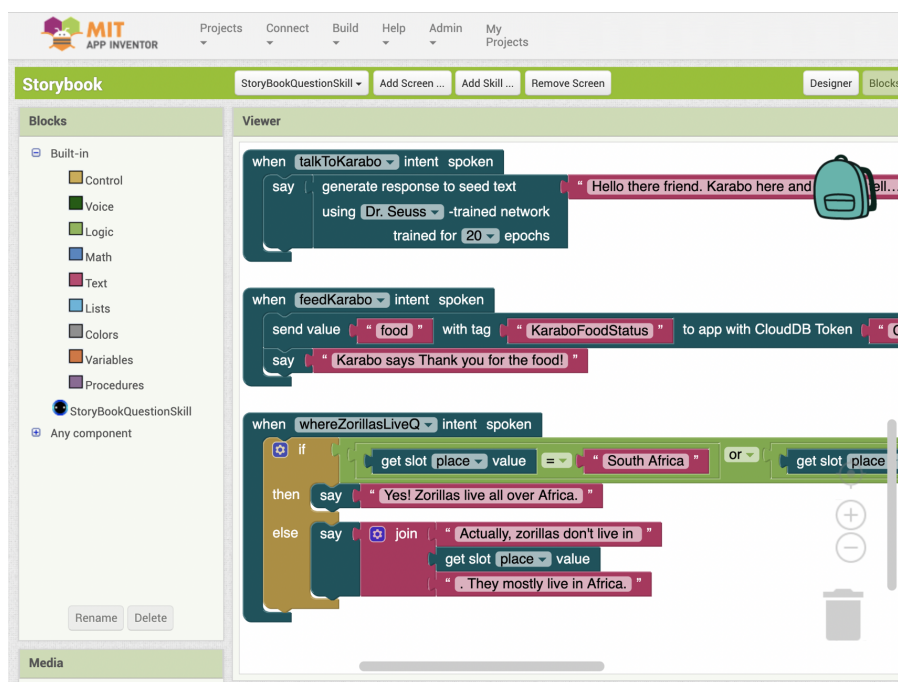 MIT
APP INVENTOR
Projects Connect Build Help Admin My Projects
Storybook
StoryBookQuestionSkill Add Screen ... Add Skill ... Remove Screen Designer Blocks
Blocks
Viewer
Built-in
Control
Voice
Logic
Math
Text
Lists
Colors
Variables
Procedures
StoryBookQuestionSkill
Any component
Rename Delete
Media
when talkToKarabo intent spoken
say generate response to seed text “ Hello there friend. Karabo here and
using Dr. Seuss -trained network
trained for 20 epochs
when feedKarabo intent spoken
send value “ food ” with tag “ KaraboFoodStatus ” to app with CloudDB Token “
say “ Karabo says Thank you for the food! ”
when whereZorillasLiveQ intent spoken
if get slot place value = “ South Africa ” or get slot place
then say “ Yes! Zorillas live all over Africa. ”
else say join “ Actually, zorillas don't live in ”
get slot place value
“ . They mostly live in Africa. ”